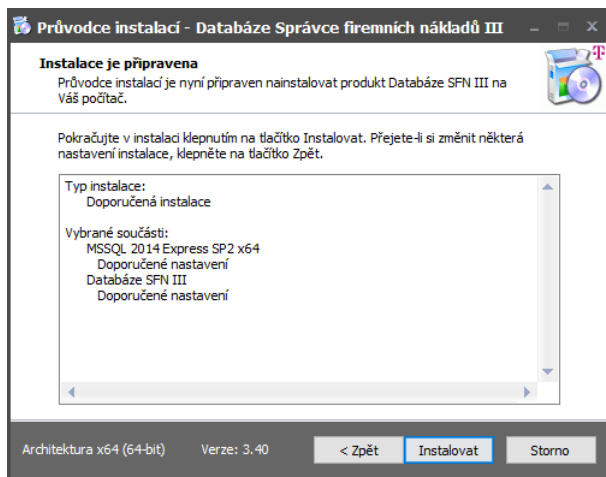 Průvodce instalací - Databáze Správce firemních nákladů III
Instalace je připravena
Průvodce instalací je nyní připraven nainstalovat produkt Databáze SFN III na
Váš počítač.
T
Pokračujte v instalaci klepnutím na tlačítko Instalovat. Přejete-li si změnit některá
nastavení instalace, klepněte na tlačítko Zpět.
Typ instalace:
Doporučená instalace
Vybrané součásti:
MSSQL 2014 Express SP2 x64
Doporučené nastavení
Databáze SFN III
Doporučené nastavení
Architektura x64 (64-bit) Verze: 3.40 < Zpět Instalovat Storno